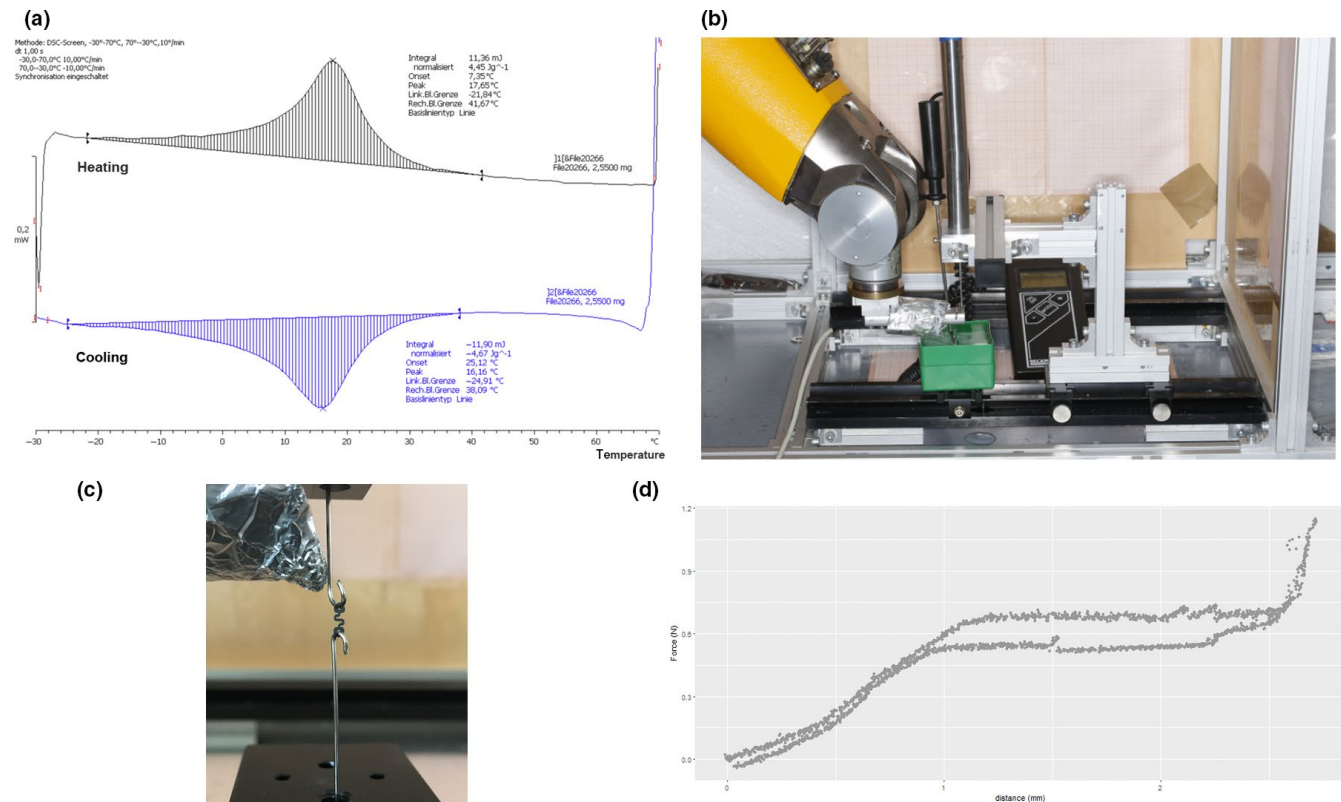 (a)
Methode: DSC-Screen, -30°-70°C, 70°--30°C,10°/min
dt 1,00 s
-30,0-70,0°C 10,00°C/min
70,0--30,0°C -10,00°C/min
Synchronisation eingeschaltet
Integral 11,36 mJ
normalisiert 4,45 Jg^-1
Onset 7,35°C
Peak 17,65°C
Link.Bl.Grenze -21,84°C
Rech.Bl.Grenze 41,67°C
Basislinientyp Linie
Heating
]1[&File20266
File20266, 2,5500 mg
0,2
mW
]2[&File20266
File20266, 2,5500 mg
Cooling
Integral −11,90 mJ
normalisiert −4,67 Jg^-1
Onset 25,12 °C
Peak 16,16 °C
Link.Bl.Grenze −24,91 °C
Rech.Bl.Grenze 38,09 °C
Basislinientyp Linie
−30 −20 −10 0 10 20 30 40 50 60 °C
Temperature
(b)
(c)
(d)
1.2
0.9
0.6
0.3
0.0
Force (N)
0 1 2
distance (mm)